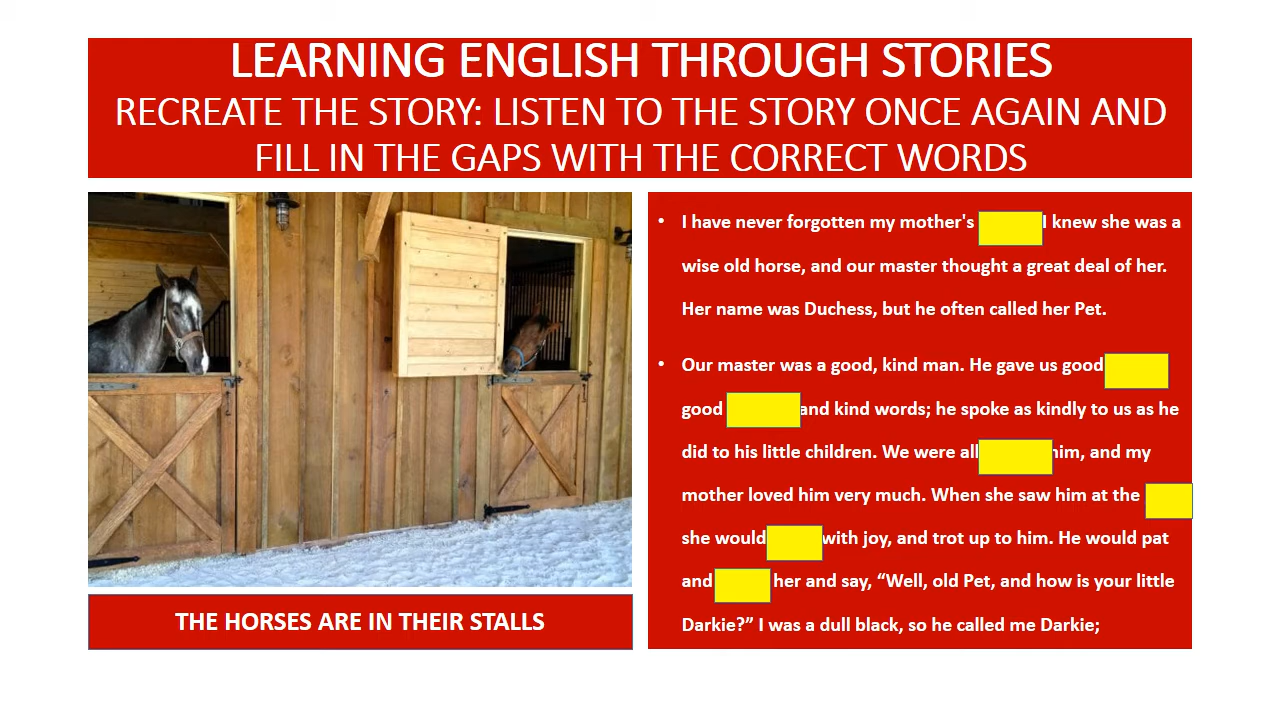 LEARNING ENGLISH THROUGH STORIES
RECREATE THE STORY: LISTEN TO THE STORY ONCE AGAIN AND
FILL IN THE GAPS WITH THE CORRECT WORDS
• I have never forgotten my mother's I knew she was a
wise old horse, and our master thought a great deal of her.
Her name was Duchess, but he often called her Pet.
• Our master was a good, kind man. He gave us good
good and kind words; he spoke as kindly to us as he
did to his little children. We were all him, and my
mother loved him very much. When she saw him at the
she would with joy, and trot up to him. He would pat
and her and say, “Well, old Pet, and how is your little
Darkie?” I was a dull black, so he called me Darkie;
THE HORSES ARE IN THEIR STALLS